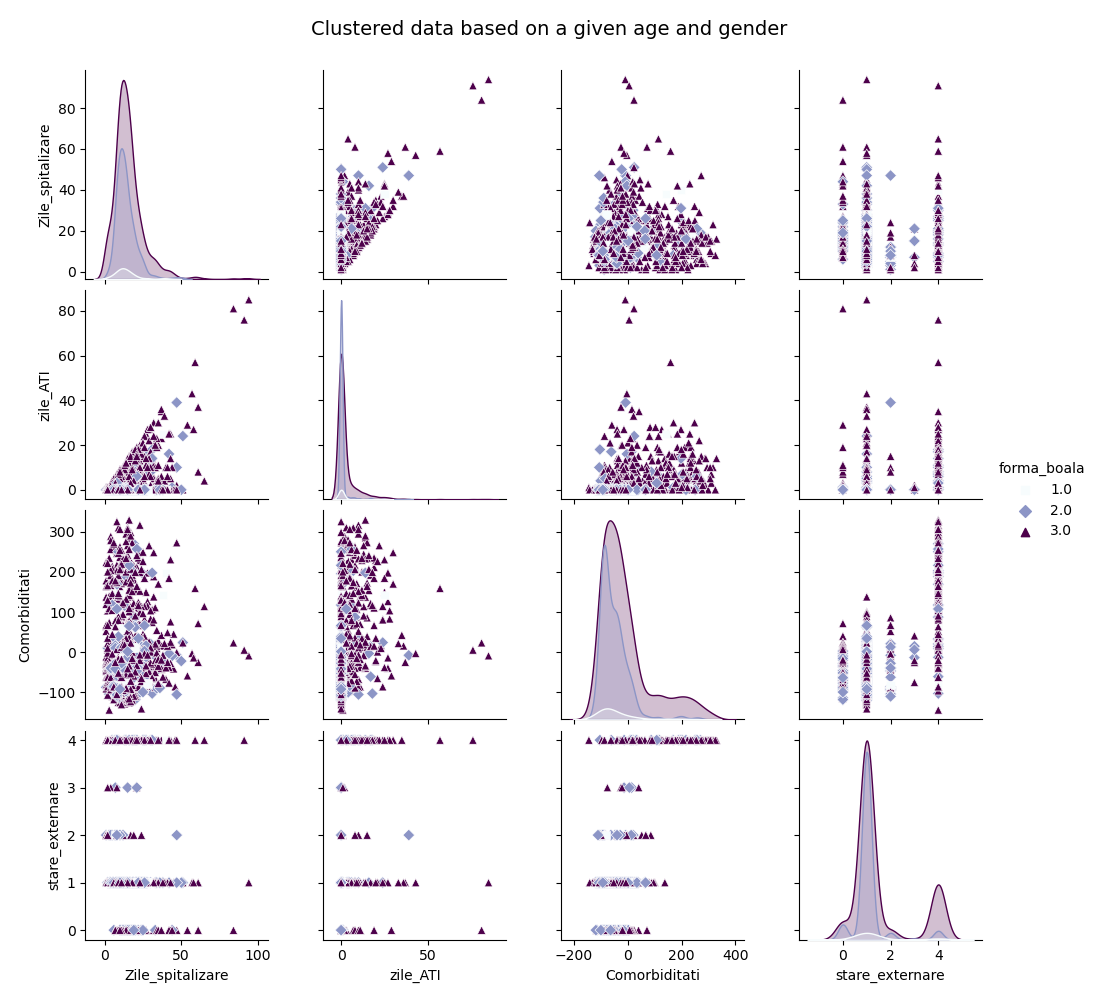 Clustered data based on a given age and gender
Zile_spitalizare
80
60
40
20
0
zile_ATI
80
60
40
20
0
forma_boala
1.0
2.0
3.0
Comorbiditati
300
200
100
0
−100
stare_externare
4
3
2
1
0
0 50 100
0 50
−200 0 200 400
0 2 4
Zile_spitalizare
zile_ATI
Comorbiditati
stare_externare